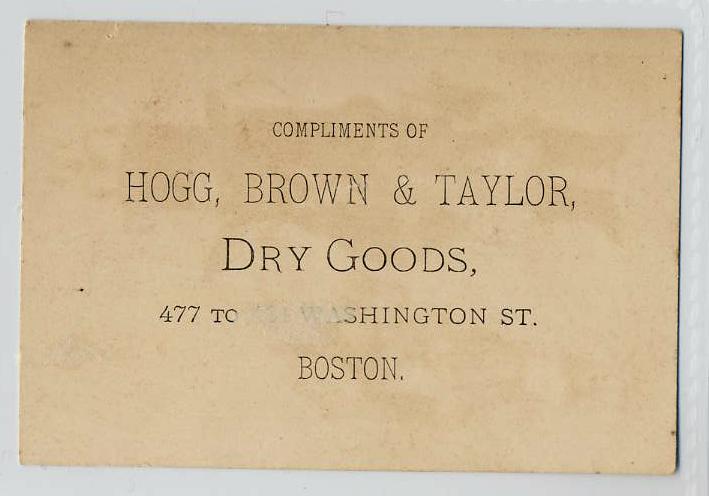 COMPLIMENTS OF
HOGG, BROWN & TAYLOR,
DRY GOODS,
477 TO WASHINGTON ST.
BOSTON.